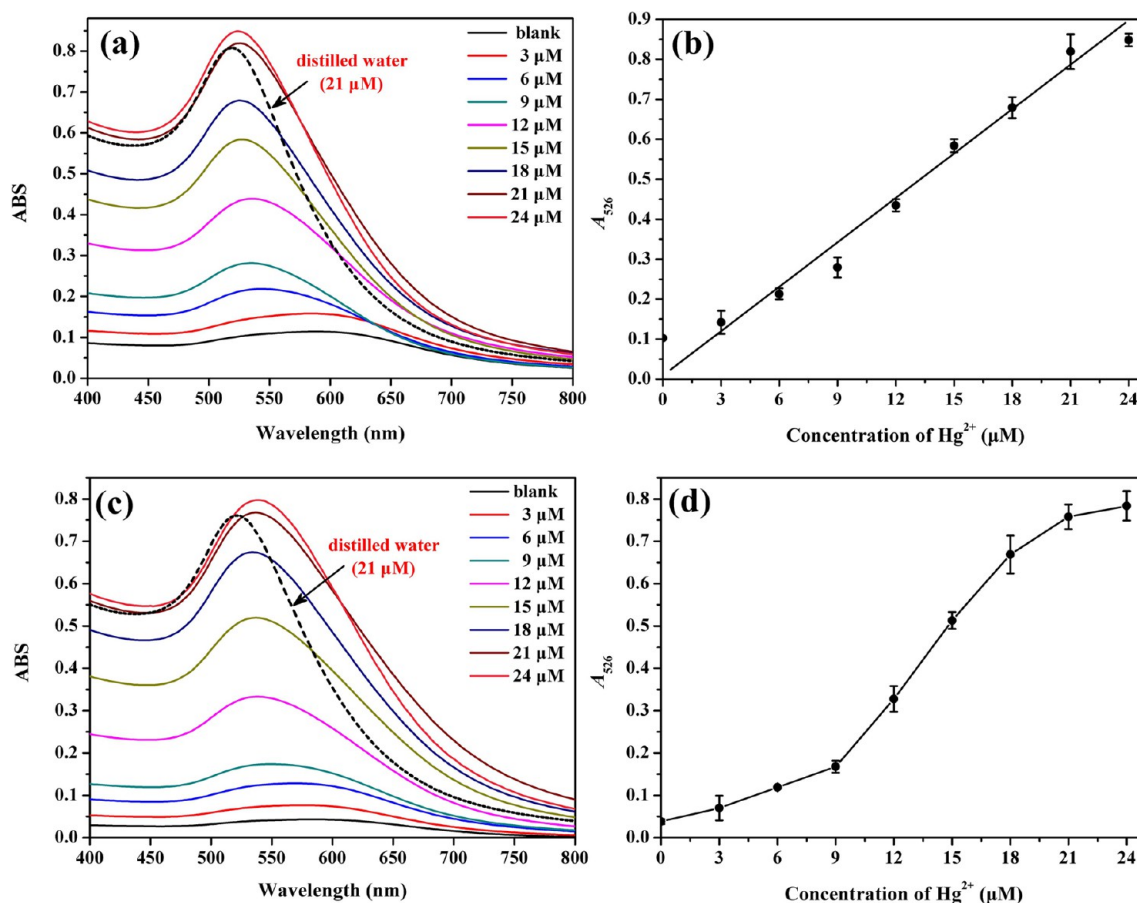 (a)
blank
3 µM
6 µM
9 µM
12 µM
15 µM
18 µM
21 µM
24 µM
distilled water
(21 µM)
ABS
0.8
0.7
0.6
0.5
0.4
0.3
0.2
0.1
0.0
400 450 500 550 600 650 700 750 800
Wavelength (nm)
(b)
A526
0.9
0.8
0.7
0.6
0.5
0.4
0.3
0.2
0.1
0.0
0 3 6 9 12 15 18 21 24
Concentration of Hg2+ (µM)
(c)
blank
3 µM
6 µM
9 µM
12 µM
15 µM
18 µM
21 µM
24 µM
distilled water
(21 µM)
ABS
0.8
0.7
0.6
0.5
0.4
0.3
0.2
0.1
0.0
400 450 500 550 600 650 700 750 800
Wavelength (nm)
(d)
A526
0.8
0.7
0.6
0.5
0.4
0.3
0.2
0.1
0.0
0 3 6 9 12 15 18 21 24
Concentration of Hg2+ (µM)